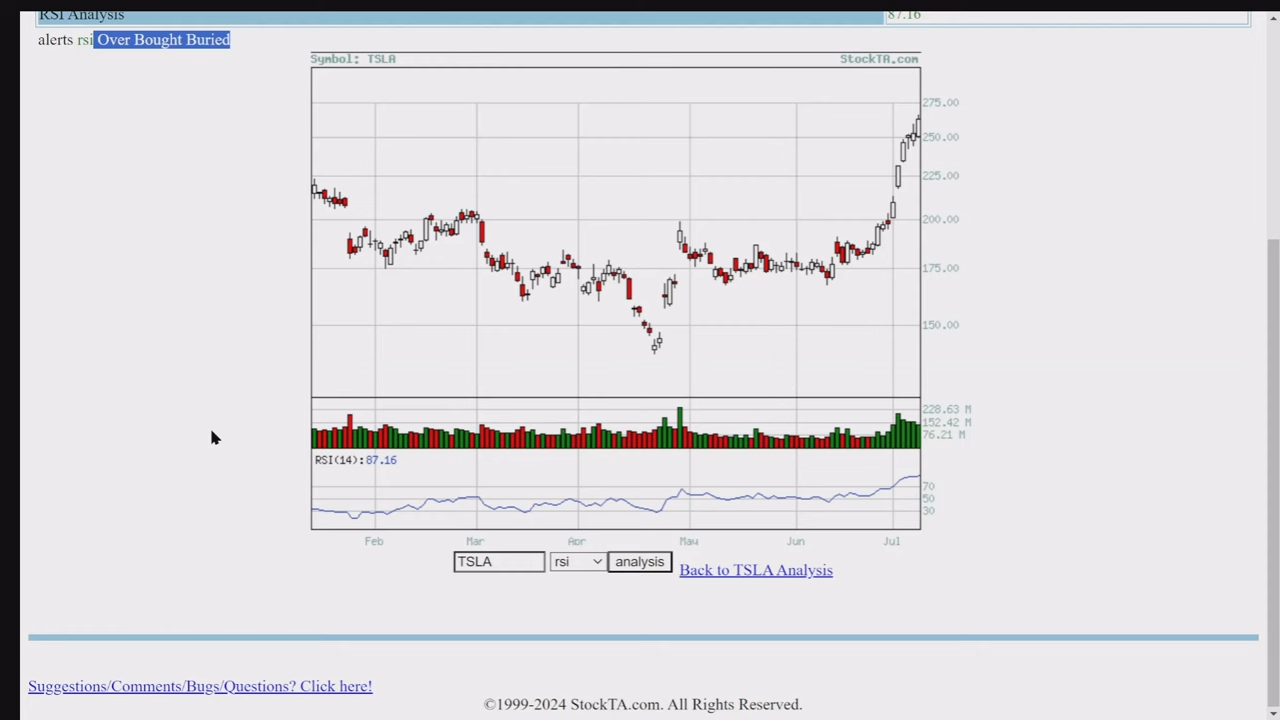 RSI Analysis 87.16
alerts rsi Over Bought Buried
Symbol: TSLA StockTA.com
275.00
250.00
225.00
200.00
175.00
150.00
228.63 M
152.42 M
76.21 M
RSI(14):87.16
70
50
30
Feb Mar Apr May Jun Jul
TSLA rsi analysis Back to TSLA Analysis
Suggestions/Comments/Bugs/Questions? Click here!
©1999-2024 StockTA.com. All Rights Reserved.